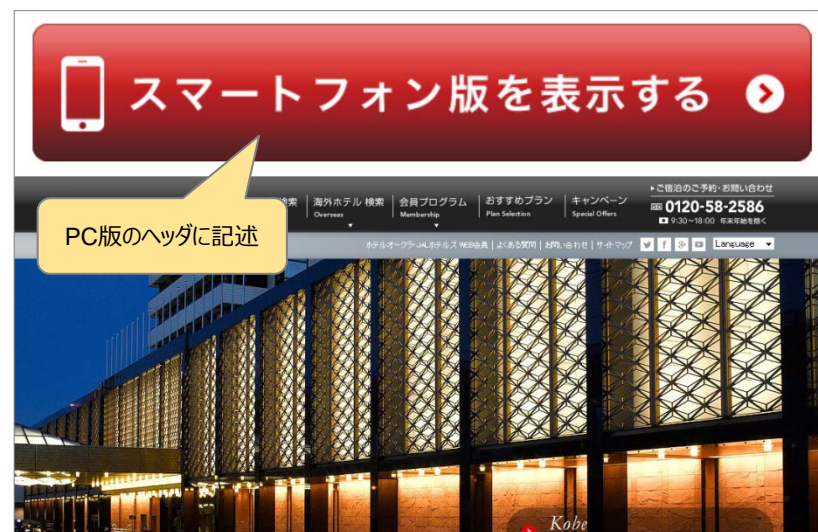 スマートフォン版を表示する
PC版のヘッダに記述
検索
海外ホテル 検索
Overseas
会員プログラム
Membership
おすすめプラン
Plan Selection
キャンペーン
Special Offers
ご宿泊のご予約・お問い合わせ
0120-58-2586
9:30~18:00 年末年始を除く
ホテルオークラ・JALホテルズ WEB会員 | よくある質問 | お問い合わせ | サイトマップ
Language
Kobe